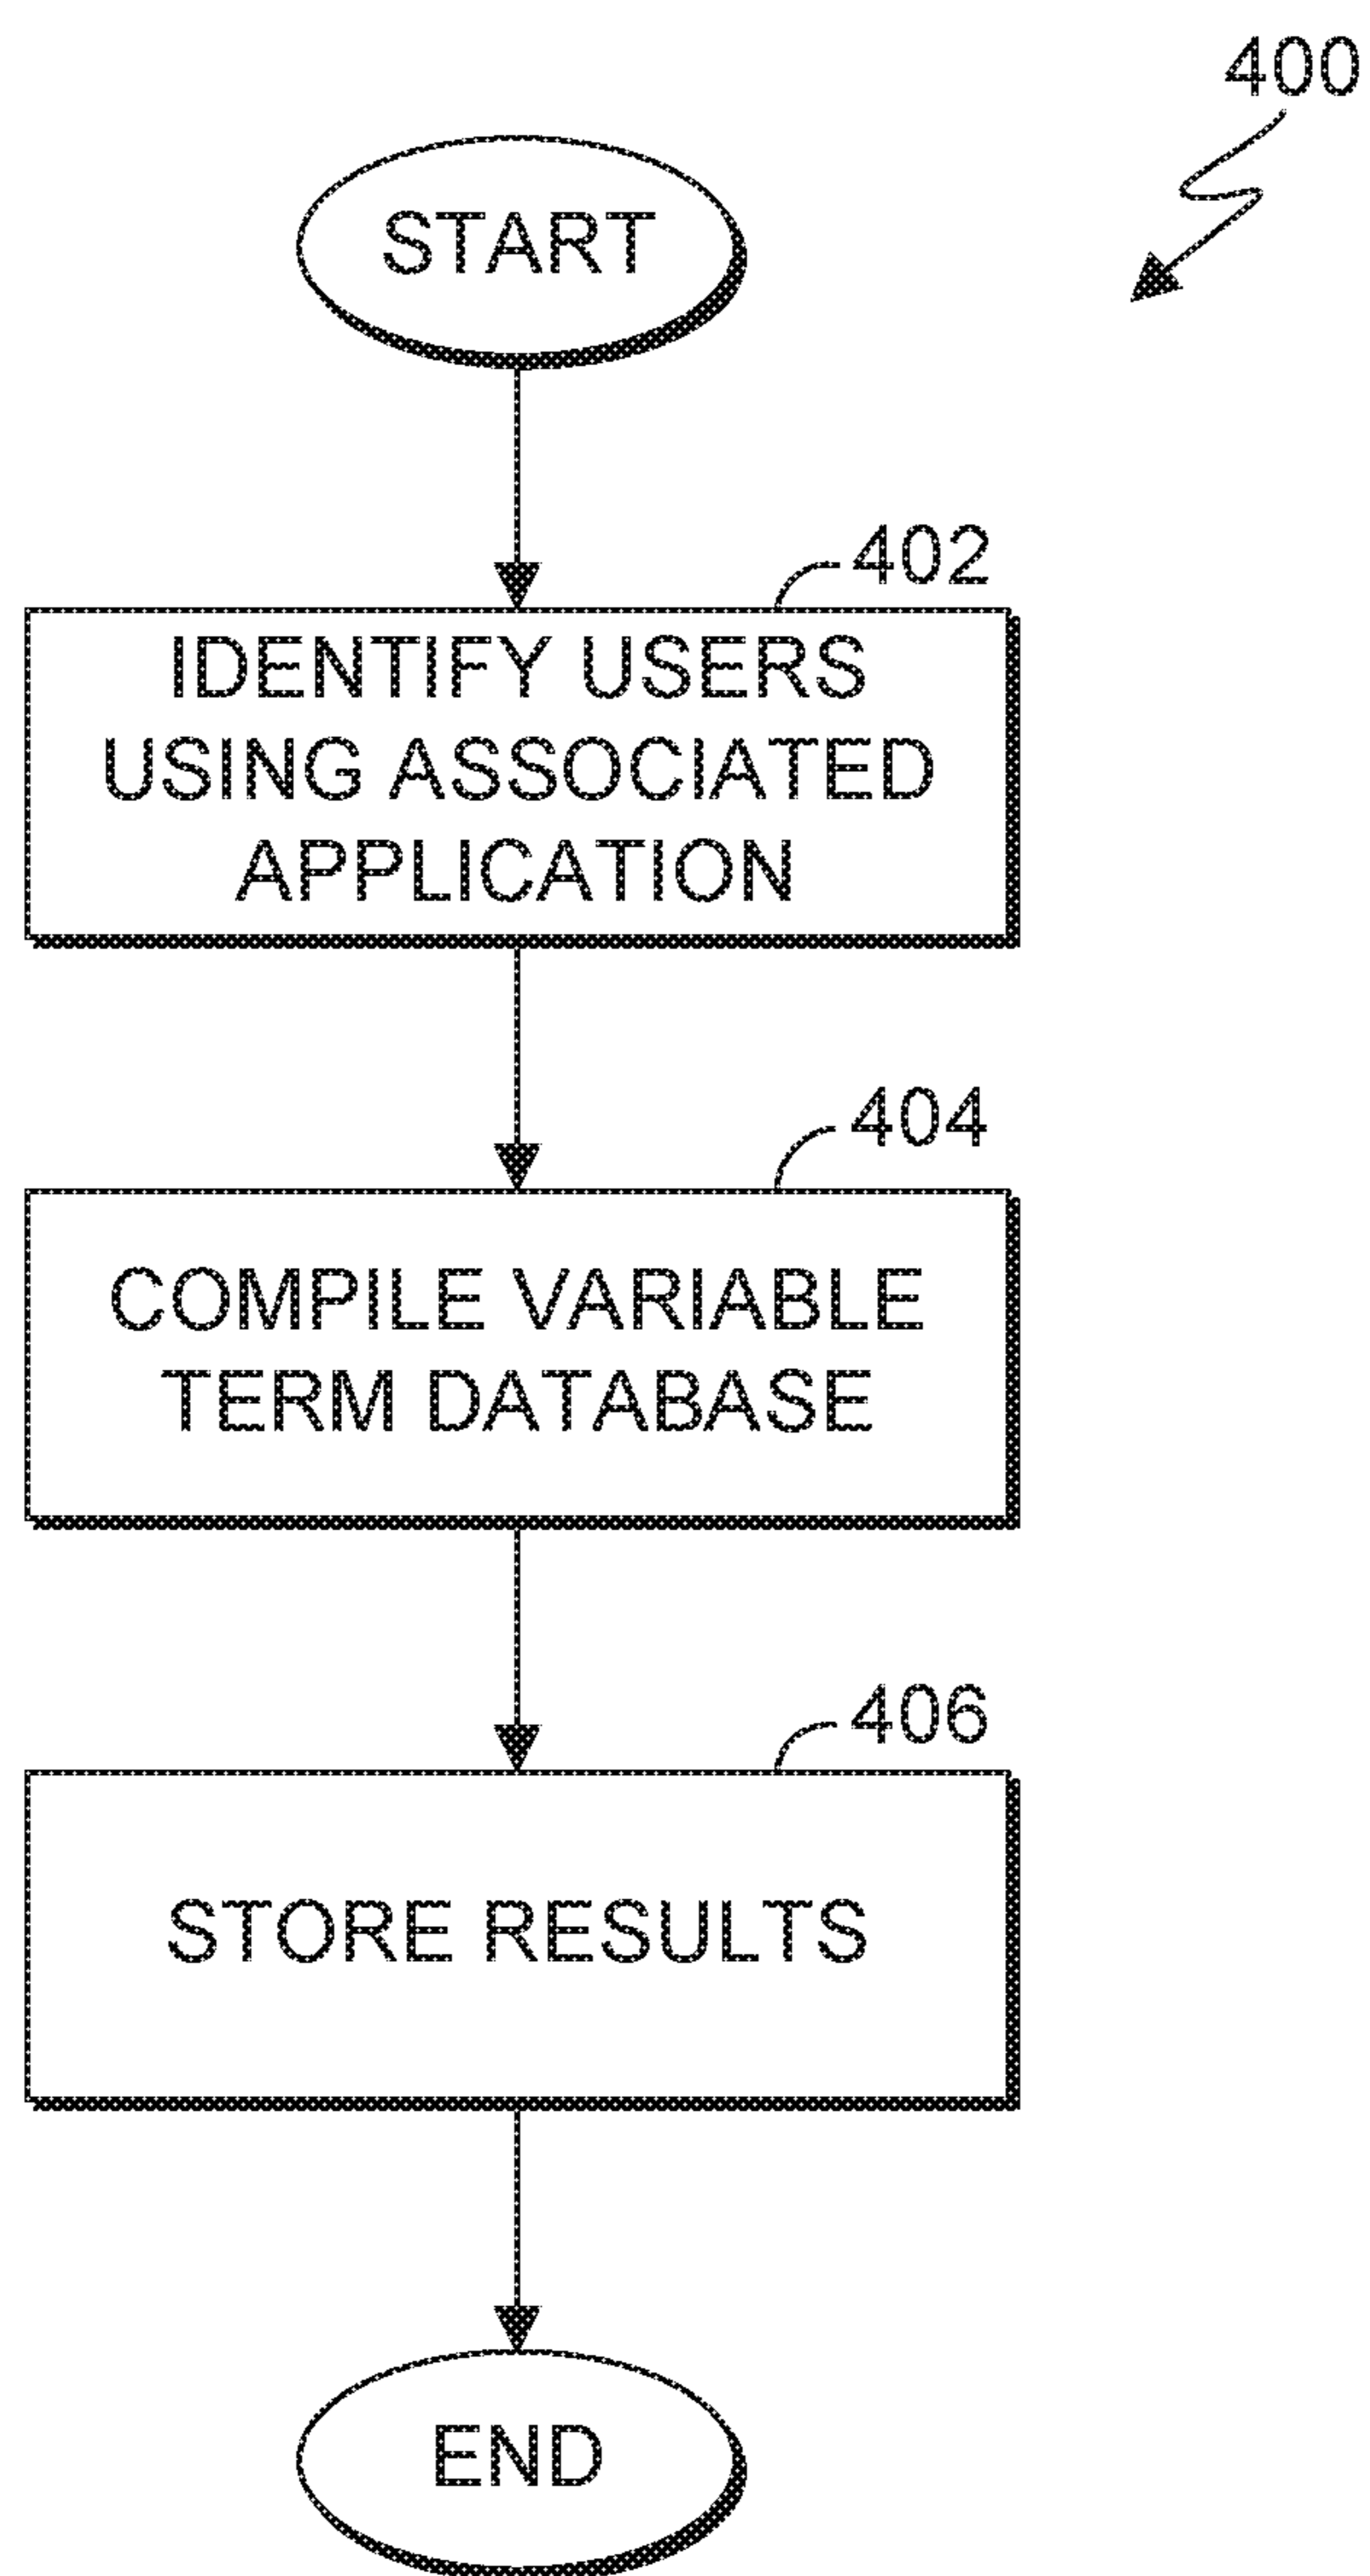 400
START
402
IDENTIFY USERS
USING ASSOCIATED
APPLICATION
404
COMPILE VARIABLE
TERM DATABASE
406
STORE RESULTS
END